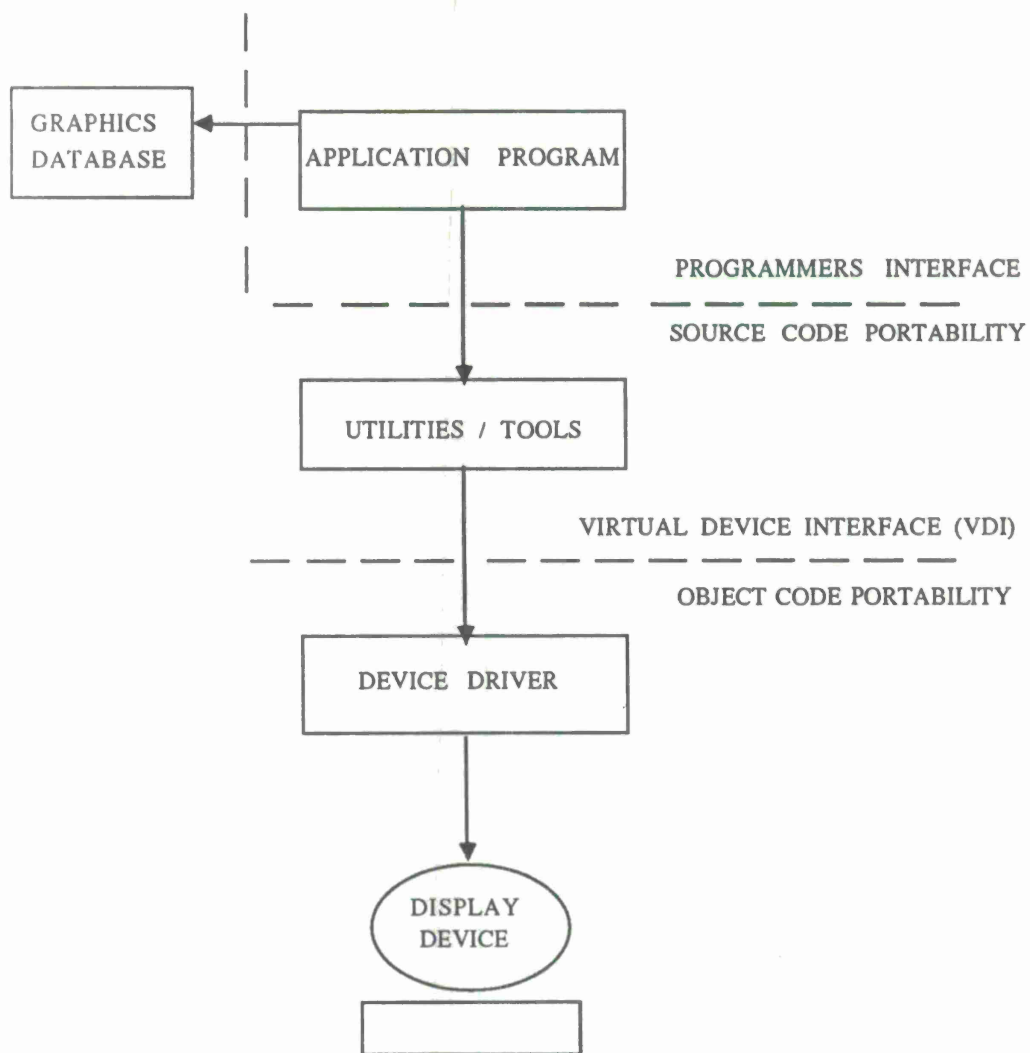 GRAPHICS
DATABASE
APPLICATION PROGRAM
PROGRAMMERS INTERFACE
SOURCE CODE PORTABILITY
UTILITIES / TOOLS
VIRTUAL DEVICE INTERFACE (VDI)
OBJECT CODE PORTABILITY
DEVICE DRIVER
DISPLAY
DEVICE